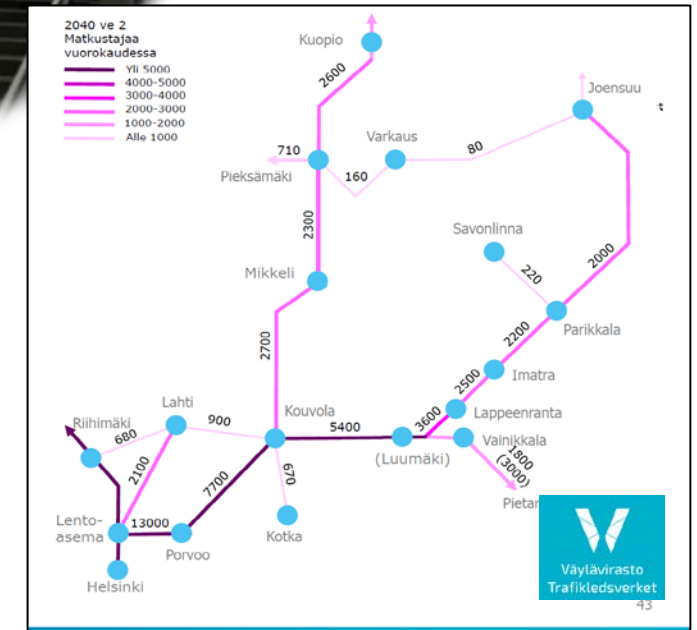 2040 ve 2
Matkustajaa
vuorokaudessa
Yli 5000
4000-5000
3000-4000
2000-3000
1000-2000
Alle 1000
Kuopio
2600
Joensuu
710
Varkaus
80
Pieksämäki
160
2300
Savonlinna
2000
220
Mikkeli
Parikkala
2700
2200
Imatra
2500
Lahti
Kouvola
3600
Lappeenranta
Riihimäki
900
5400
680
(Luumäki)
Vainikkala
2100
7700
670
1800
(3000)
Lento-
asema
13000
Pietar
Porvoo
Kotka
Helsinki
Väylävirasto
Trafikledsverket
43